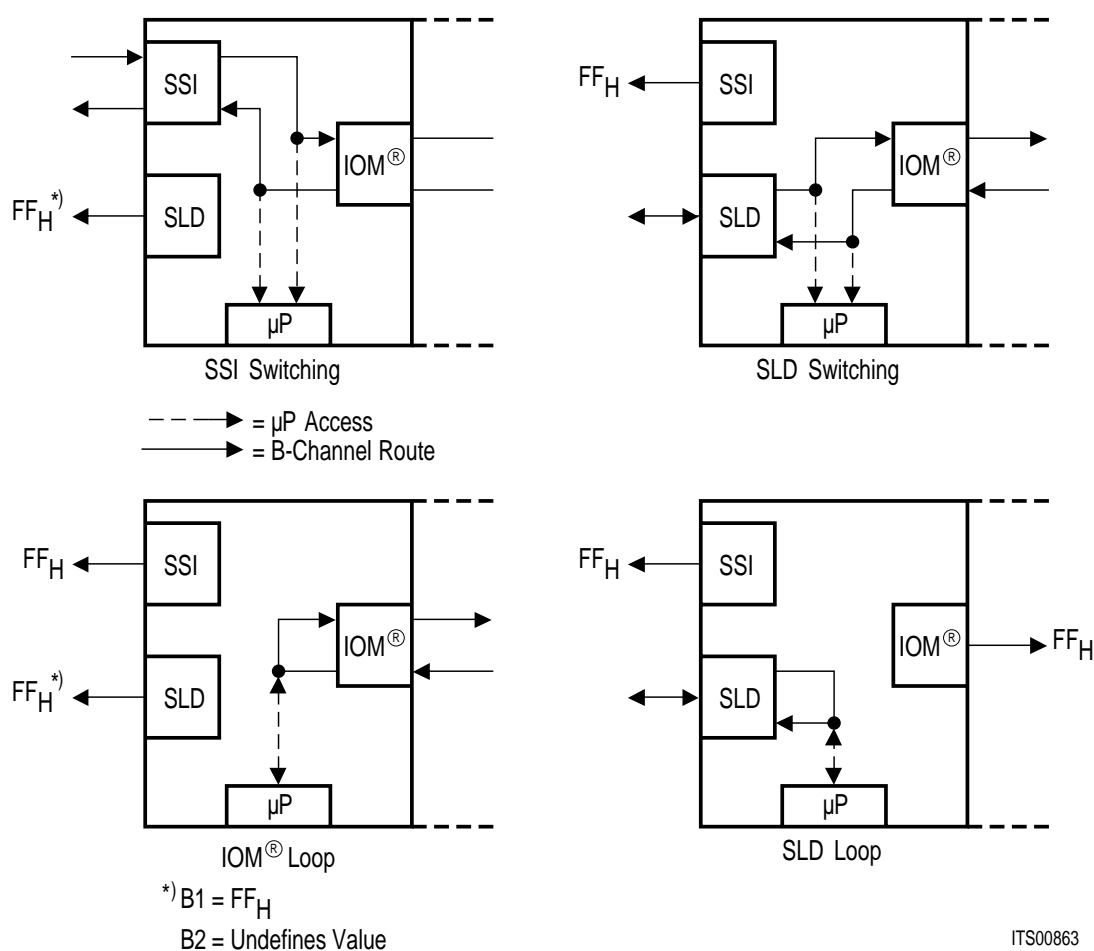 SSI
IOM®
FFH*)
SLD
µP
SSI Switching
FFH
SSI
IOM®
SLD
µP
SLD Switching
= µP Access
= B-Channel Route
FFH
SSI
IOM®
FFH*)
SLD
µP
IOM® Loop
FFH
SSI
IOM®
FFH
SLD
µP
SLD Loop
*) B1 = FFH
B2 = Undefines Value
ITS00863